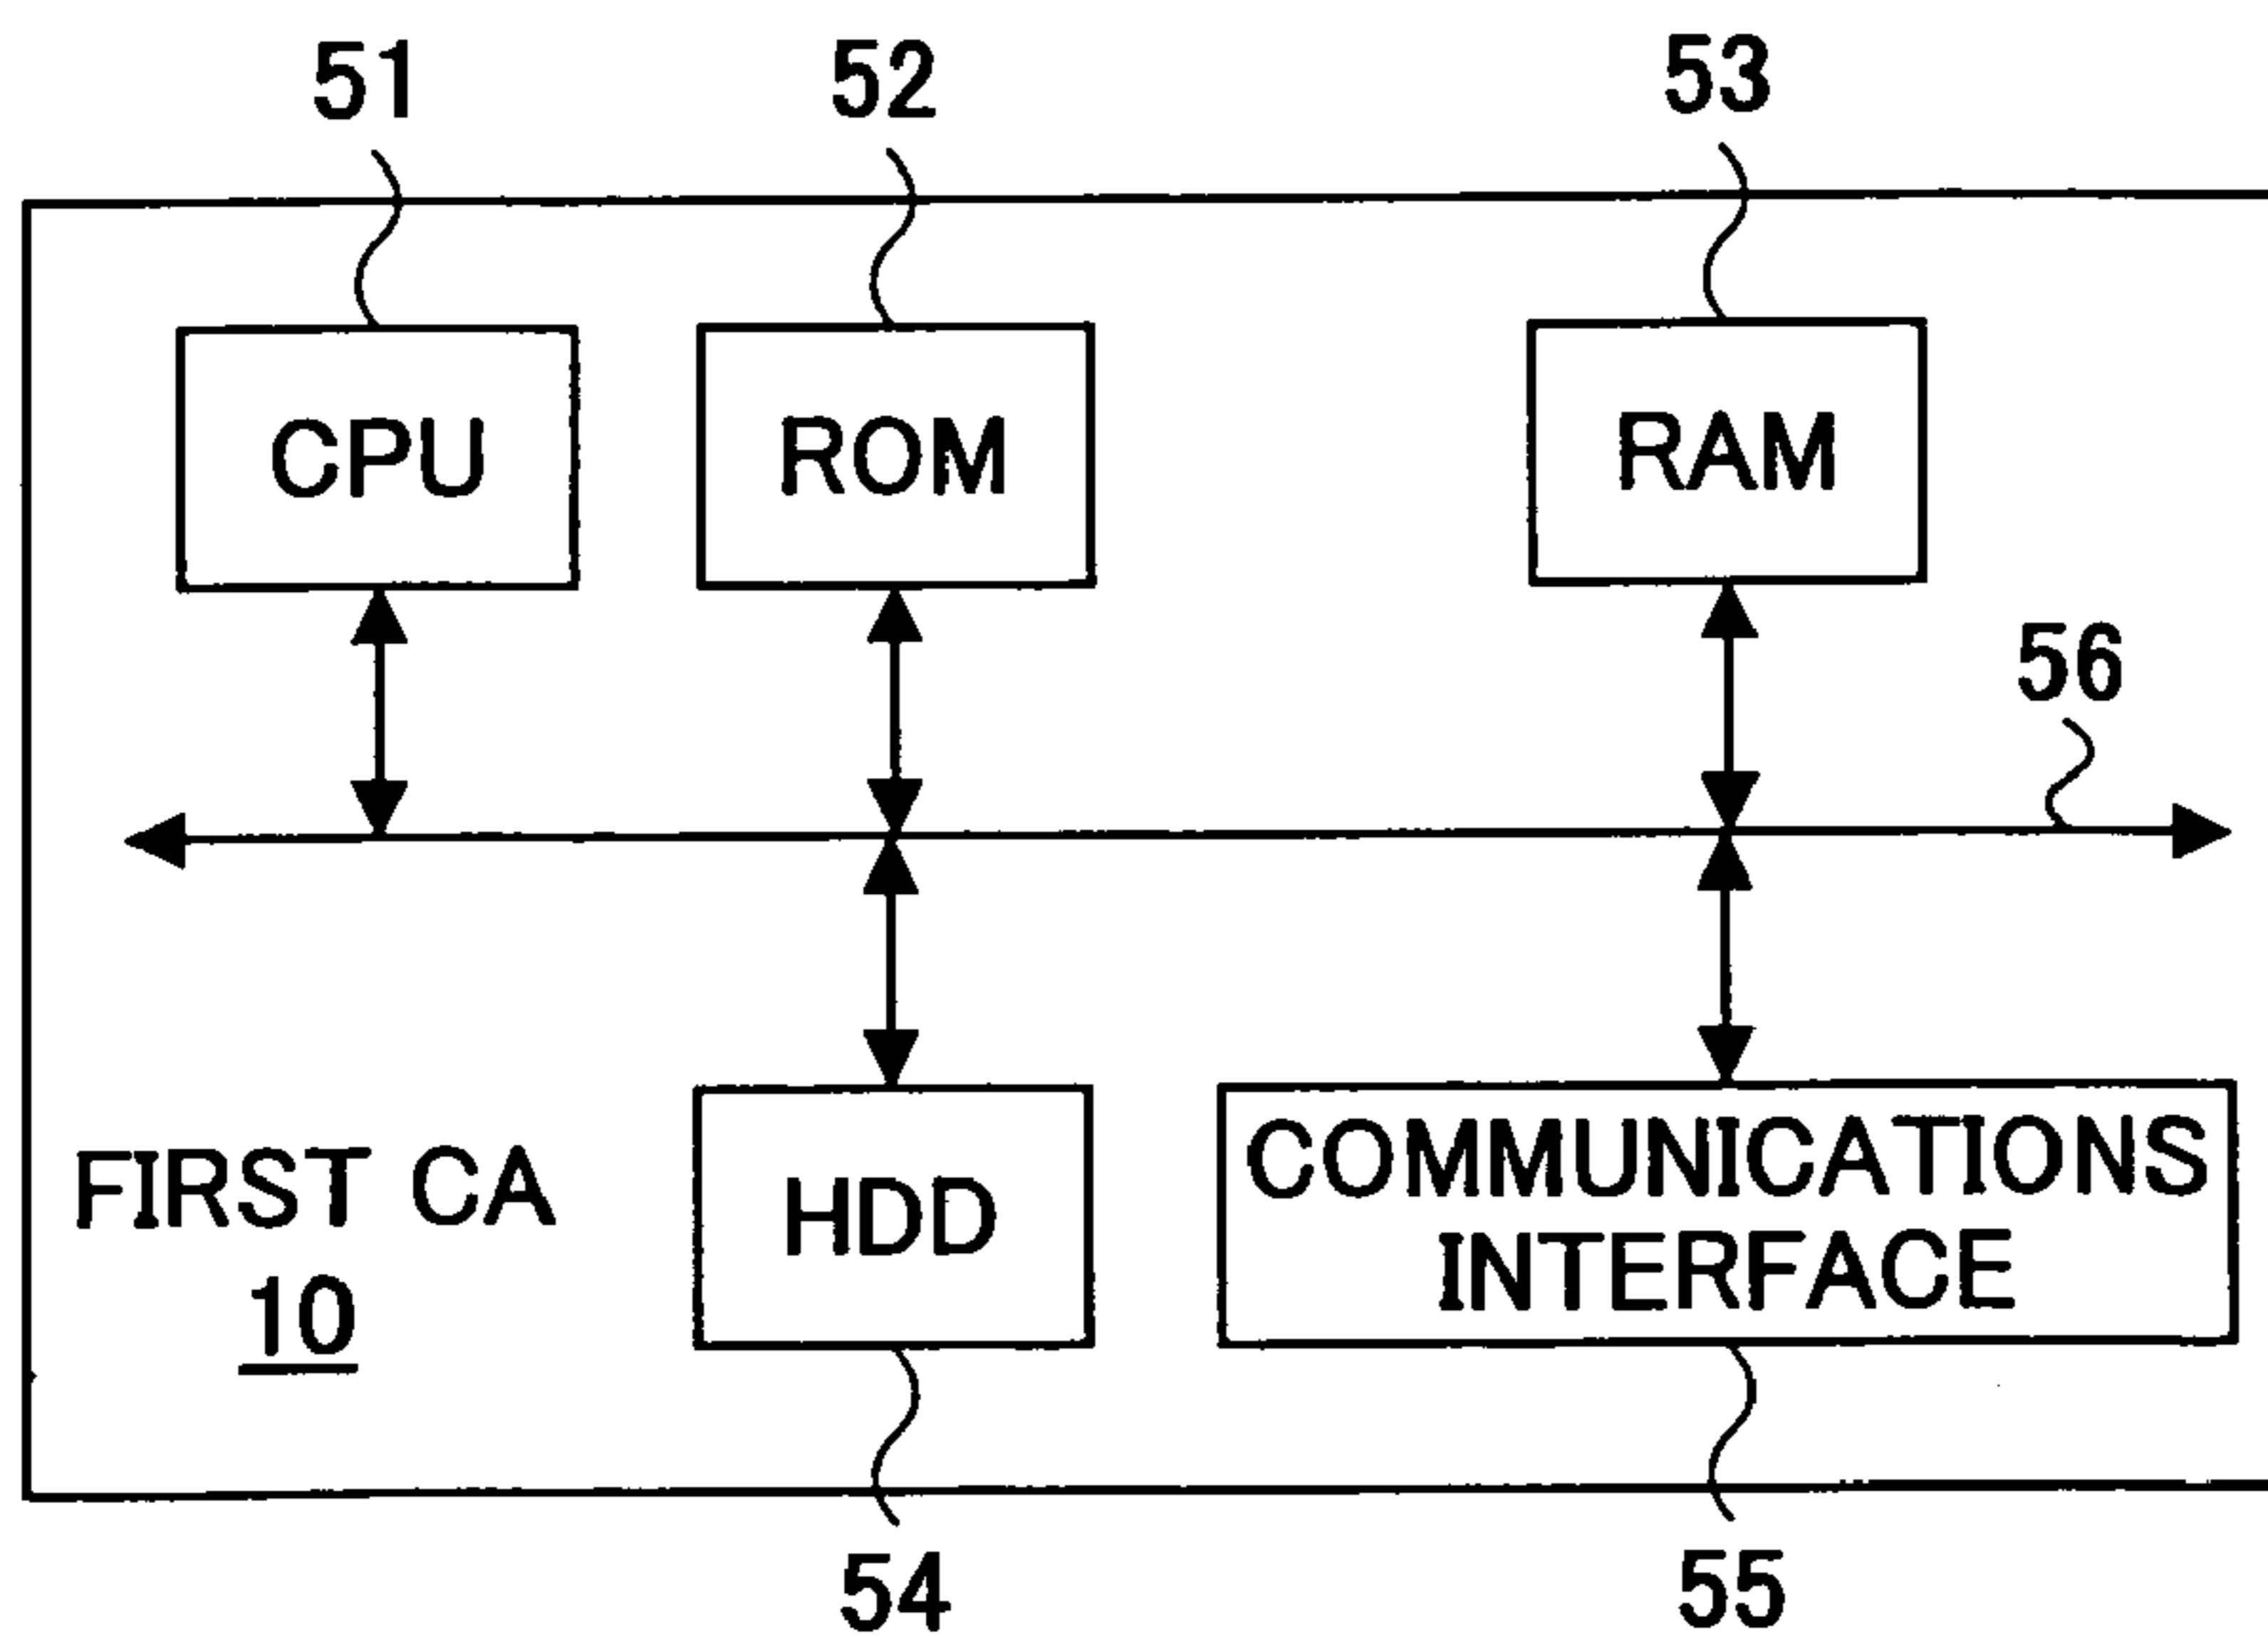 51
52
53
CPU
ROM
RAM
56
FIRST CA
10
HDD
COMMUNICATIONS
INTERFACE
54
55